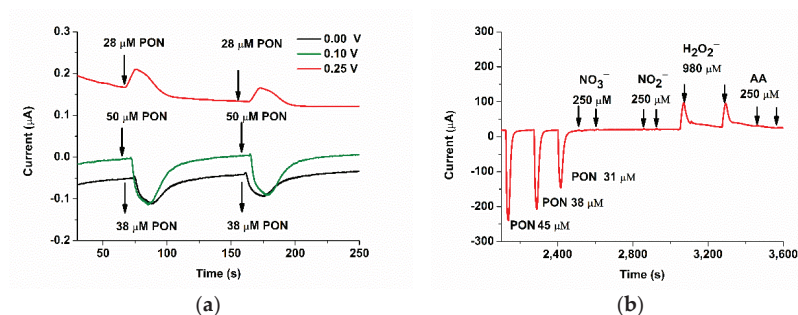 0.3
0.2
0.1
0.0
-0.1
-0.2
Current (µA)
50
100
150
200
250
Time (s)
28 µM PON
28 µM PON
50 µM PON
50 µM PON
38 µM PON
38 µM PON
0.00 V
0.10 V
0.25 V
(a)
300
200
100
0
-100
-200
-300
Current (µA)
2,400
2,800
3,200
3,600
Time (s)
NO₃⁻
250 µM
NO₂⁻
250 µM
H₂O₂⁻
980 µM
AA
250 µM
PON 31 µM
PON 38 µM
PON 45 µM
(b)